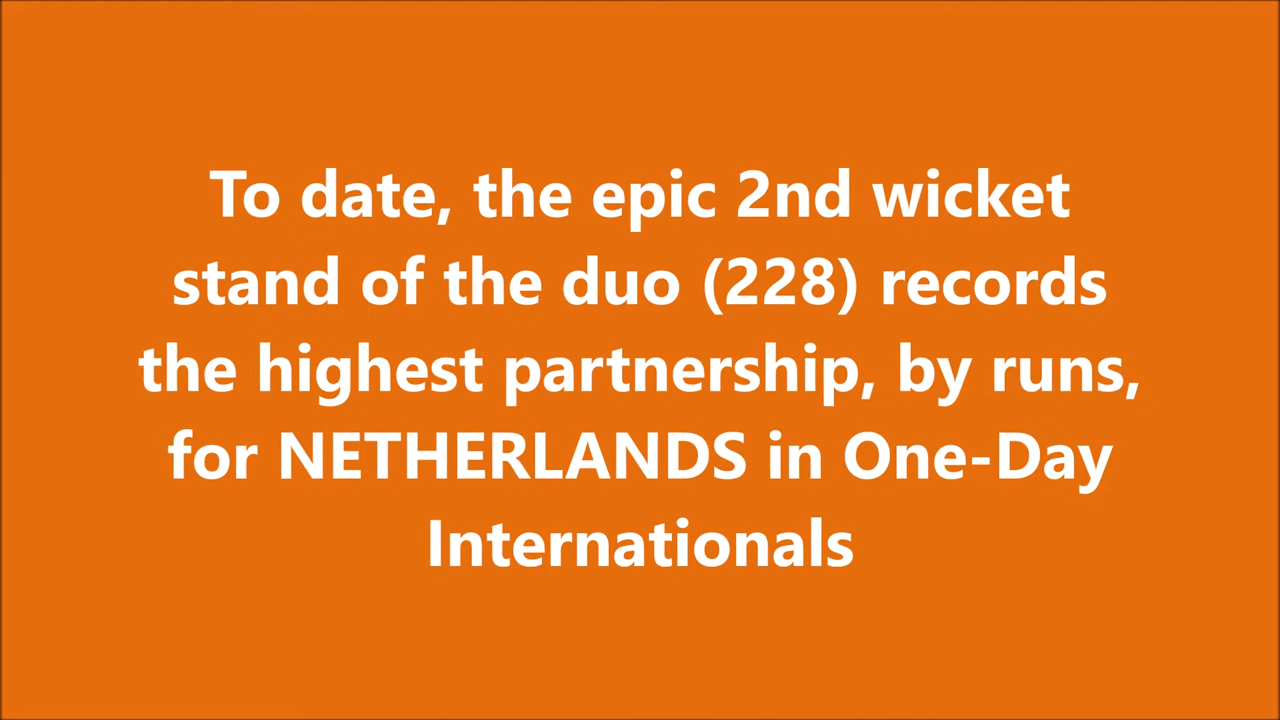 To date, the epic 2nd wicket
stand of the duo (228) records
the highest partnership, by runs,
for NETHERLANDS in One-Day
Internationals